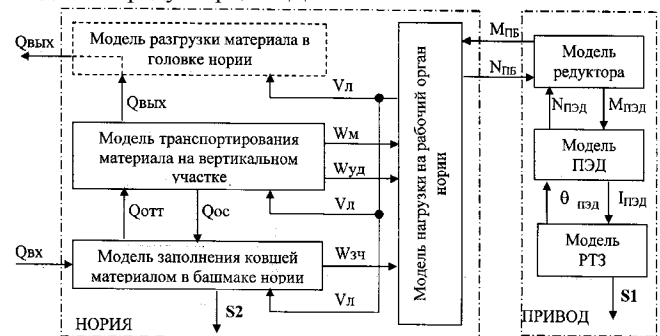 Qвых
Модель разгрузки материала в
головке нории
Vл
Qвых
Модель транспортирования
материала на вертикальном
участке
Wм
Wуд
Vл
Qотт
Qос
Qвх
Модель заполнения ковшей
материалом в башмаке нории
Wзч
Vл
S2
НОРИЯ
Модель нагрузки на рабочий орган
нории
MПБ
NПБ
Модель
редуктора
NПЭД
MПЭД
Модель
ПЭД
θ ПЭД
IПЭД
Модель
РТЗ
S1
ПРИВОД